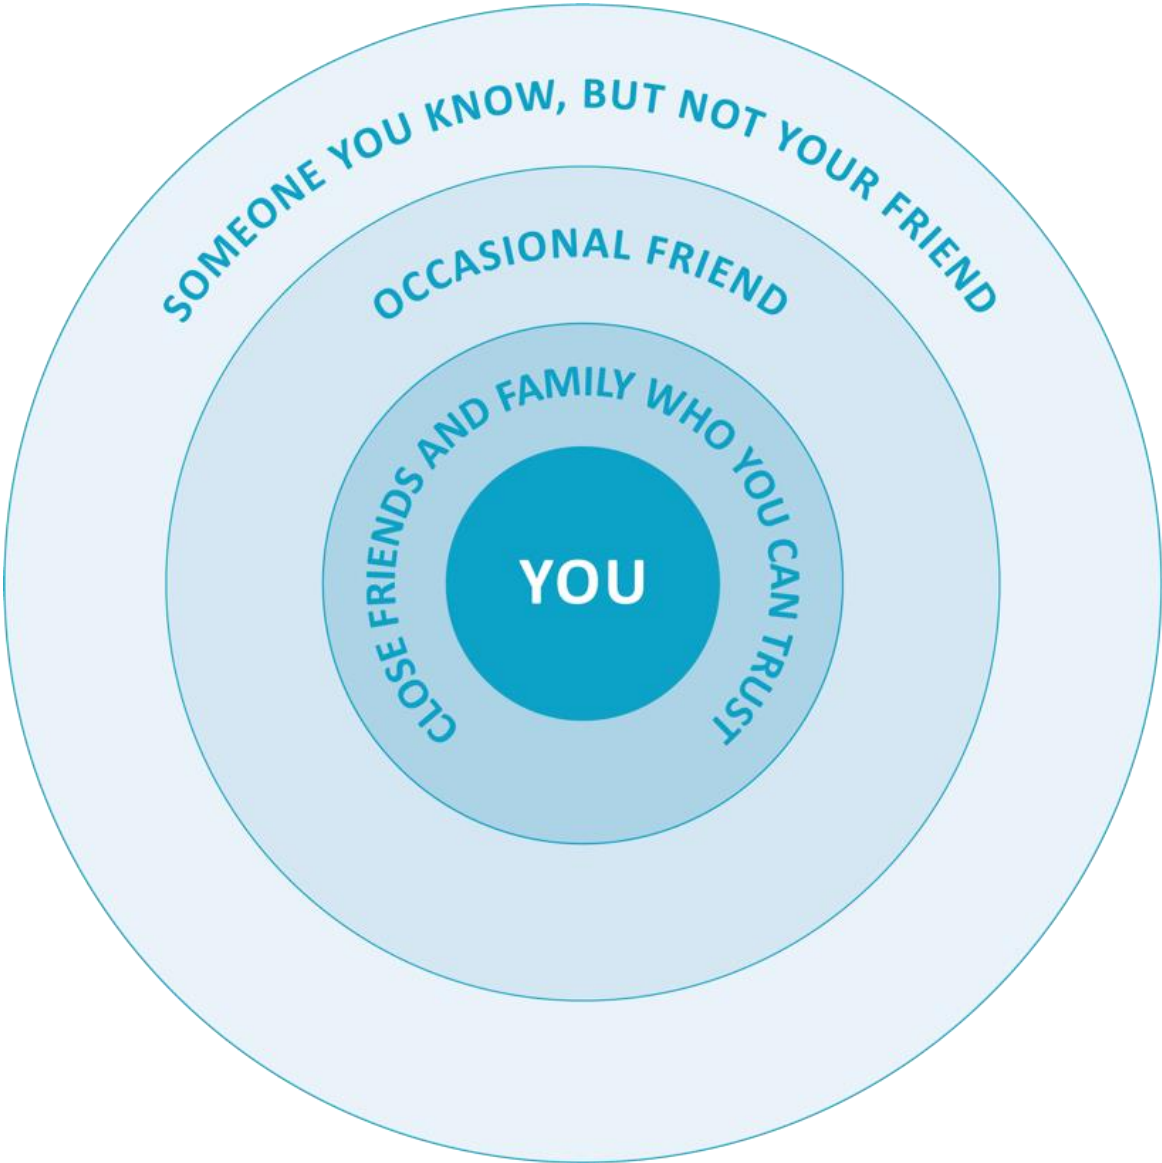 SOMEONE YOU KNOW, BUT NOT YOUR FRIEND
OCCASIONAL FRIEND
CLOSE FRIENDS AND FAMILY WHO YOU CAN TRUST
YOU